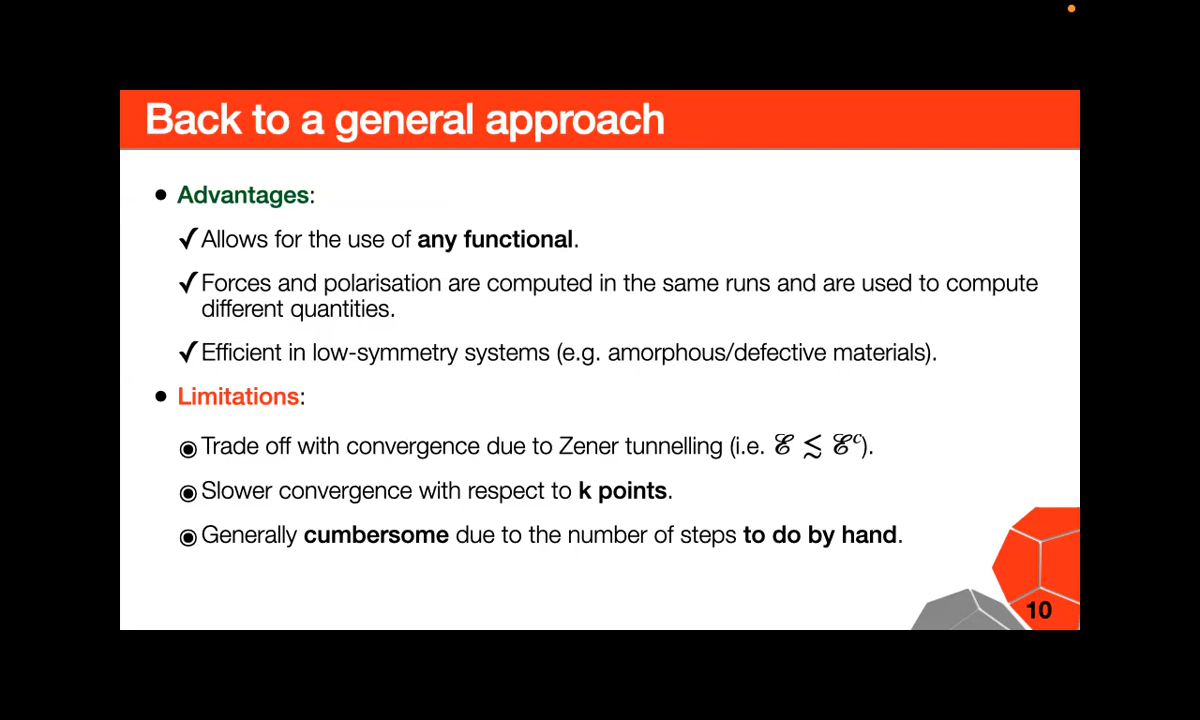 Back to a general approach
• Advantages:
✓Allows for the use of any functional.
✓Forces and polarisation are computed in the same runs and are used to compute
different quantities.
✓Efficient in low-symmetry systems (e.g. amorphous/defective materials).
• Limitations:
◉Trade off with convergence due to Zener tunnelling (i.e. ℰ ≲ ℰᶜ).
◉Slower convergence with respect to k points.
◉Generally cumbersome due to the number of steps to do by hand.
10